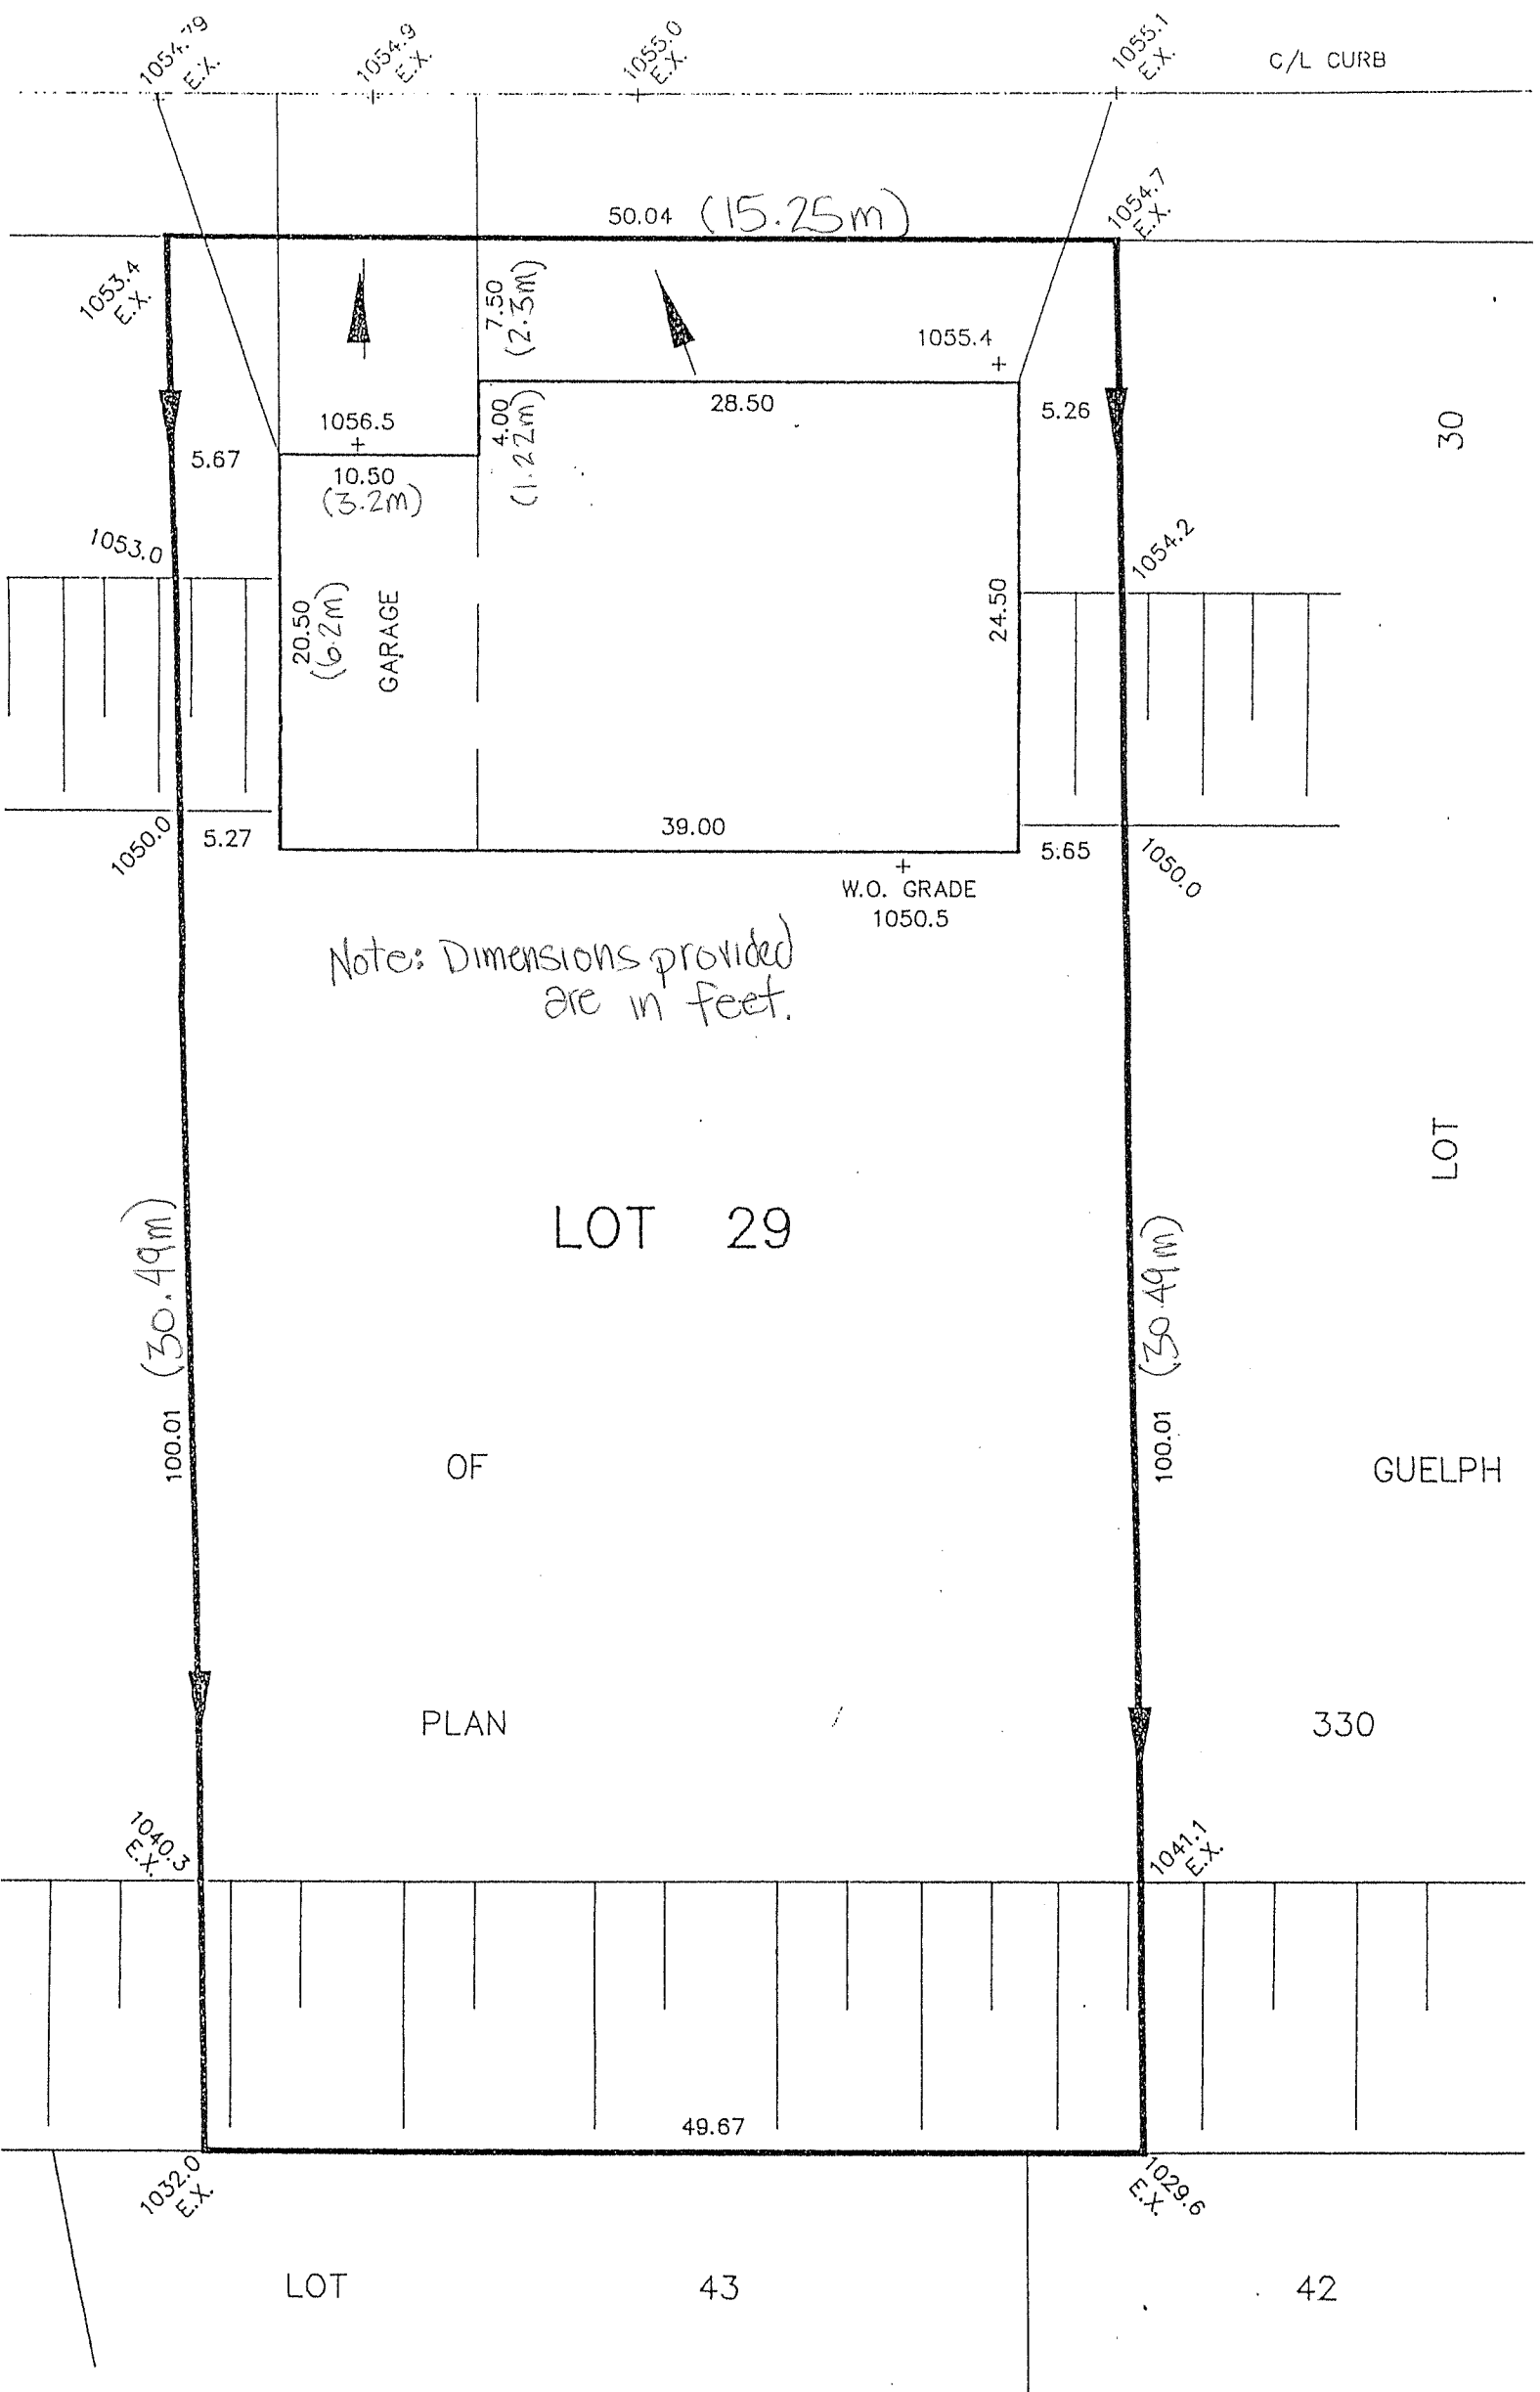 1054.79
E.X.
1054.9
E.X.
1055.0
E.X.
1055.1
E.X.
C/L CURB
50.04 (15.25m)
1054.7
E.X.
1053.4
E.X.
7.50
(2.3m)
1055.4
28.50
5.26
30
1056.5
4.00
(1.22m)
5.67
10.50
(3.2m)
1053.0
1054.2
20.50
(6.2m)
GARAGE
24.50
1050.0
5.27
39.00
5.65
1050.0
W.O. GRADE
1050.5
Note: Dimensions provided
are in feet.
LOT
LOT 29
100.01 (30.49m)
100.01 (30.49m)
OF
GUELPH
PLAN
330
1040.3
E.X.
1041.1
E.X.
49.67
1032.0
E.X.
1029.6
E.X.
LOT 43
42